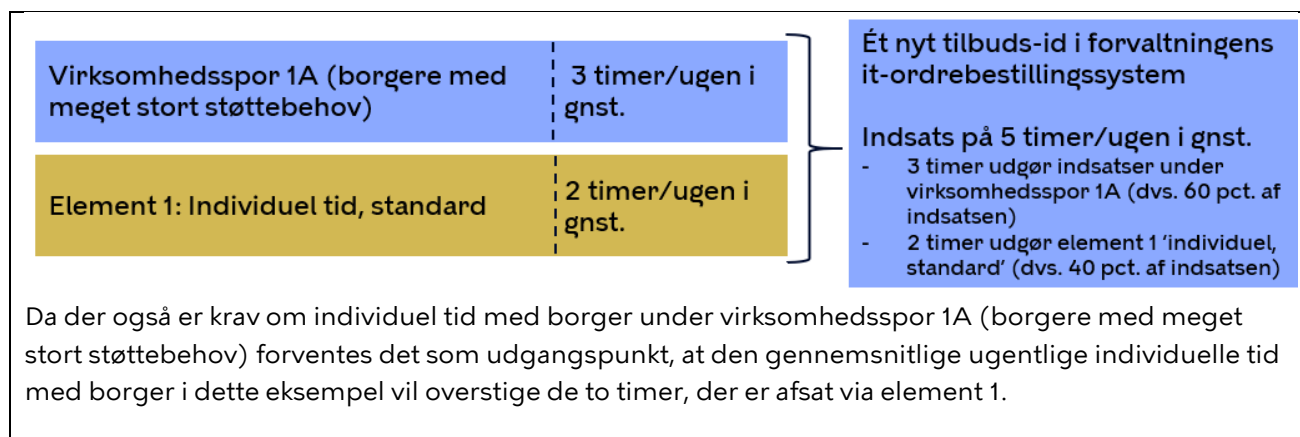 Virksomhedsspor 1A (borgere med
meget stort støttebehov)
3 timer/ugen i
gnst.
Element 1: Individuel tid, standard
2 timer/ugen i
gnst.
Ét nyt tilbuds-id i forvaltningens
it-ordrebestillingssystem
Indsats på 5 timer/ugen i gnst.
- 3 timer udgør indsatser under
virksomhedsspor 1A (dvs. 60 pct. af
indsatsen)
- 2 timer udgør element 1 ‘individuel,
standard’ (dvs. 40 pct. af indsatsen)
Da der også er krav om individuel tid med borger under virksomhedsspor 1A (borgere med meget
stort støttebehov) forventes det som udgangspunkt, at den gennemsnitlige ugentlige individuelle tid
med borger i dette eksempel vil overstige de to timer, der er afsat via element 1.